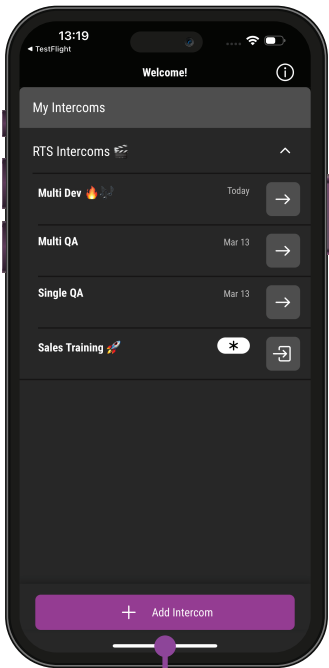 13:19
◀ TestFlight
Welcome!
My Intercoms
RTS Intercoms 🎬
Multi Dev 🔥 Today
Multi QA Mar 13
Single QA Mar 13
Sales Training 🚀 *
+ Add Intercom